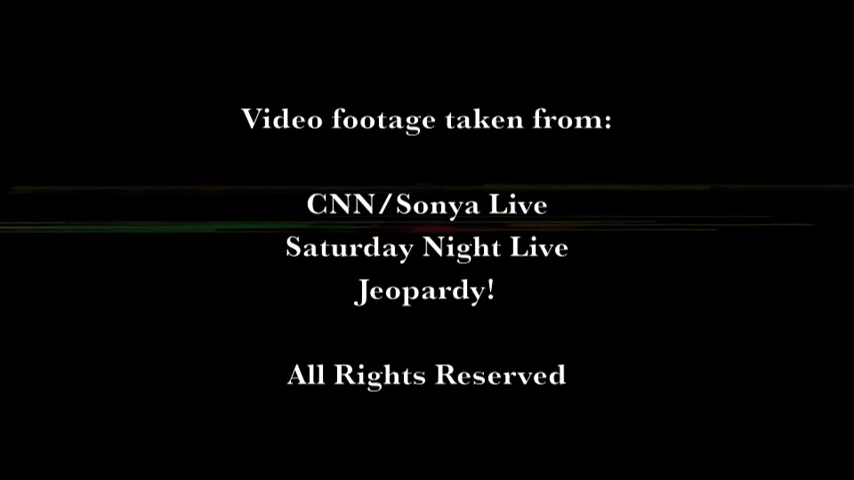 Video footage taken from:
CNN/Sonya Live
Saturday Night Live
Jeopardy!
All Rights Reserved